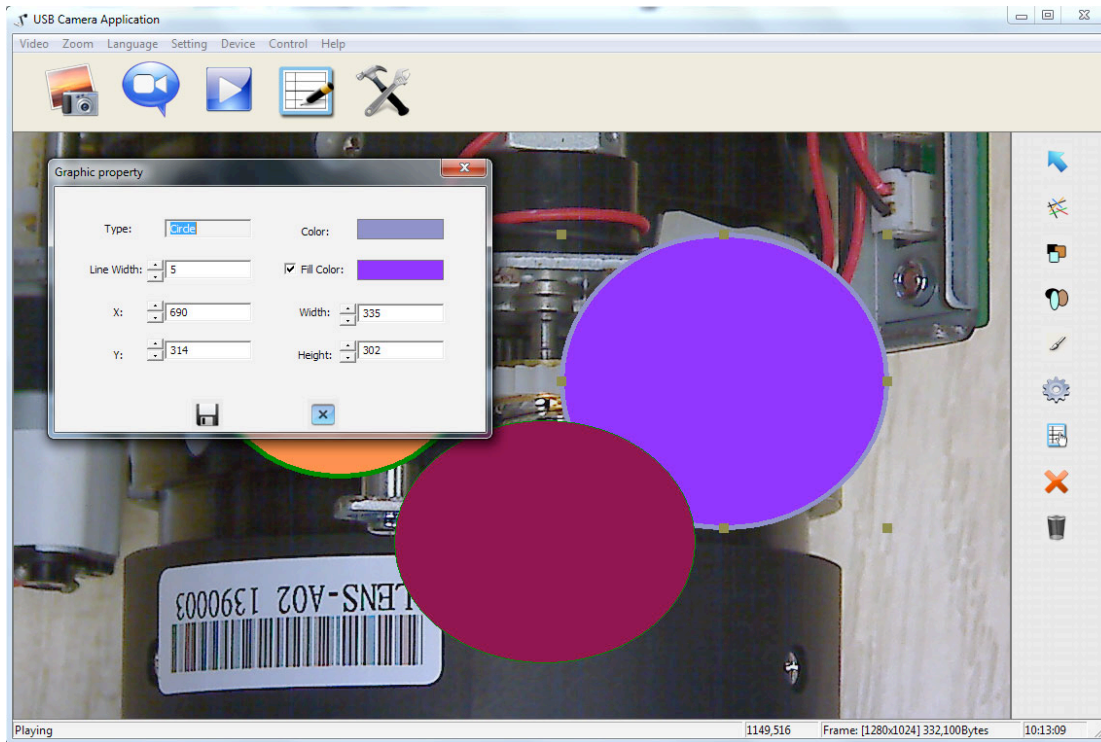 USB Camera Application
Video Zoom Language Setting Device Control Help
Graphic property
Type: Circle Color:
Line Width: 5 Fill Color:
X: 690 Width: 335
Y: 314 Height: 302
LENS-A02 1390003
Playing 1149,516 Frame: [1280x1024] 332,100Bytes 10:13:09